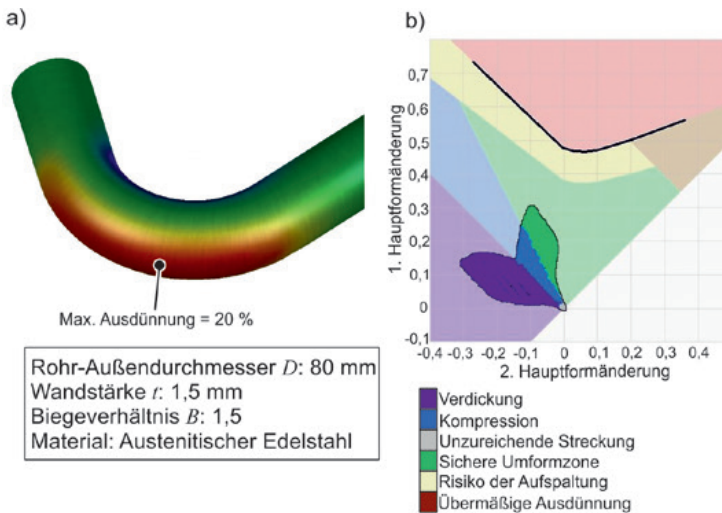 a)
Max. Ausdünnung = 20 %
Rohr-Außendurchmesser D: 80 mm
Wandstärke t: 1,5 mm
Biegeverhältnis B: 1,5
Material: Austenitischer Edelstahl
b)
1. Hauptformänderung
0,7
0,6
0,5
0,4
0,3
0,2
0,1
0
-0,1
-0,4 -0,3 -0,2 -0,1 0 0,1 0,2 0,3 0,4
2. Hauptformänderung
Verdickung
Kompression
Unzureichende Streckung
Sichere Umformzone
Risiko der Aufspaltung
Übermäßige Ausdünnung